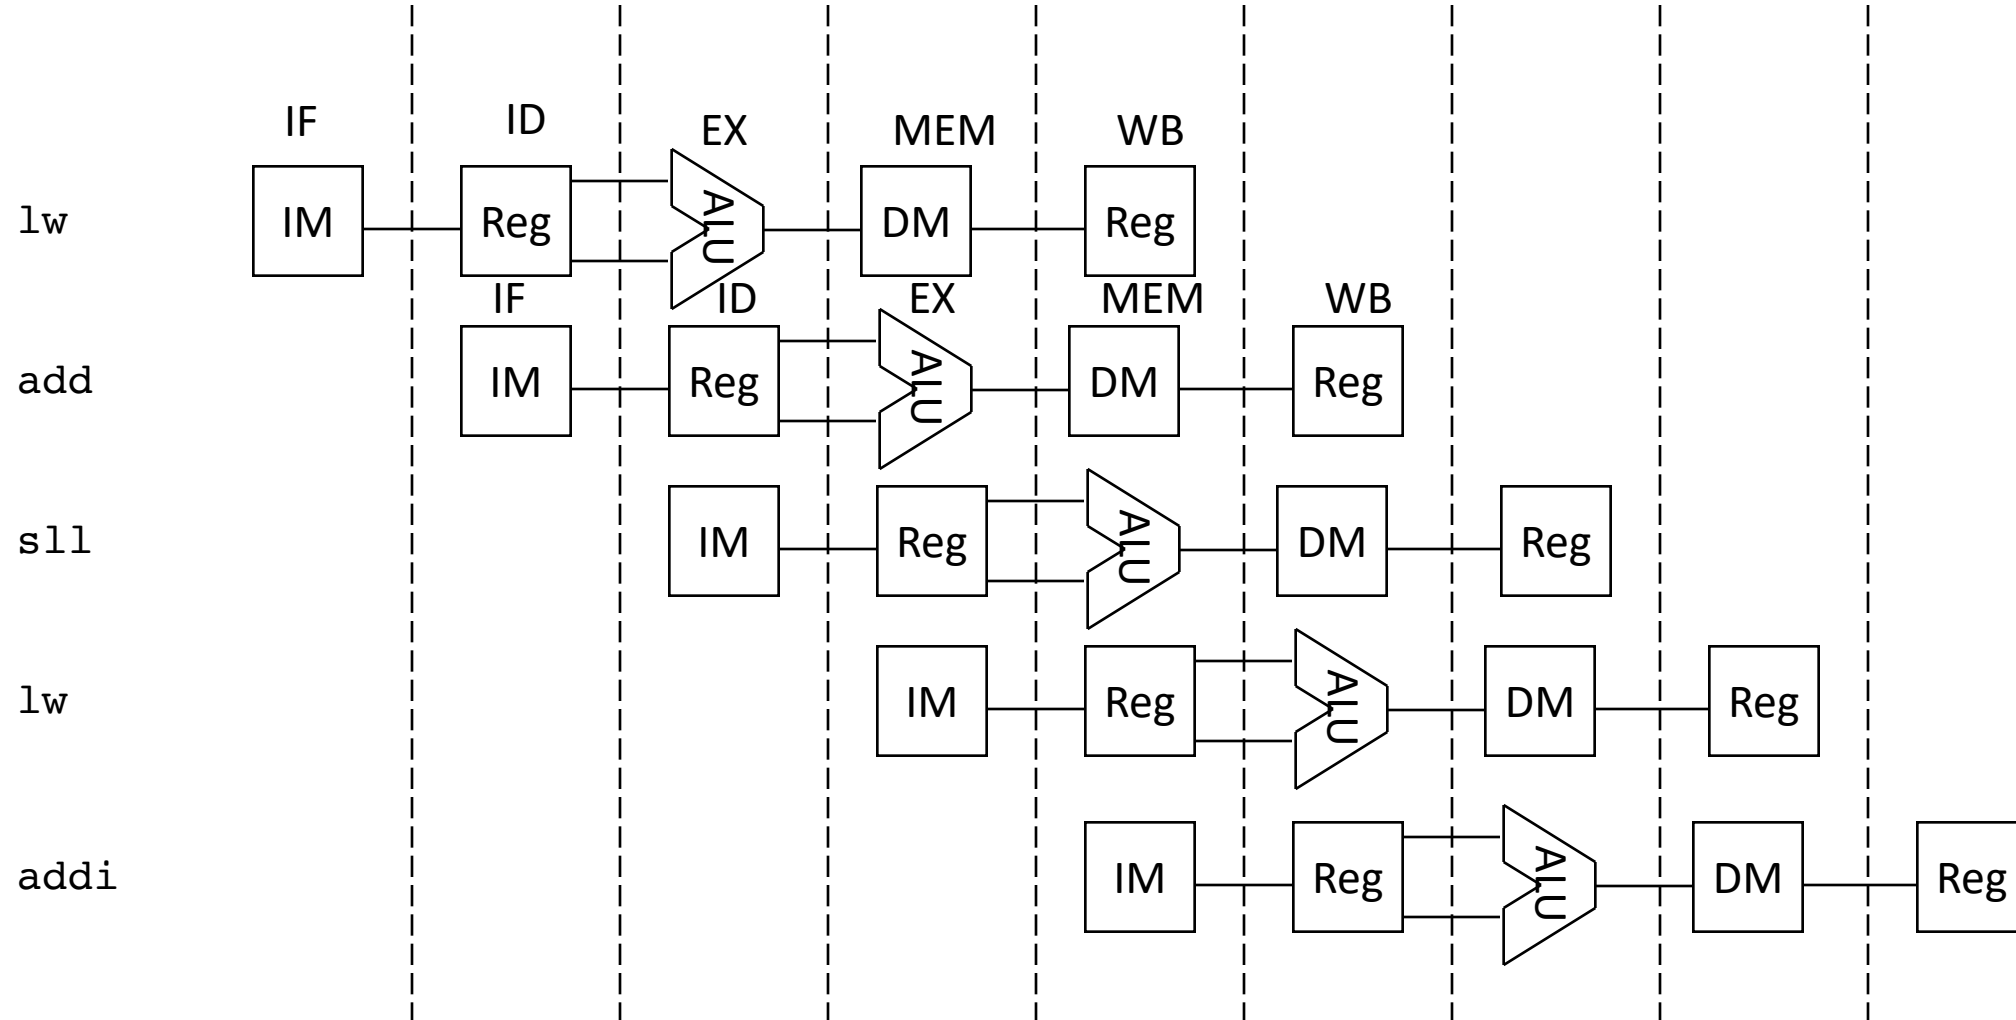 IF ID EX MEM WB
lw IM Reg ALU DM Reg
IF ID EX MEM WB
add IM Reg ALU DM Reg
sll IM Reg ALU DM Reg
lw IM Reg ALU DM Reg
addi IM Reg ALU DM Reg